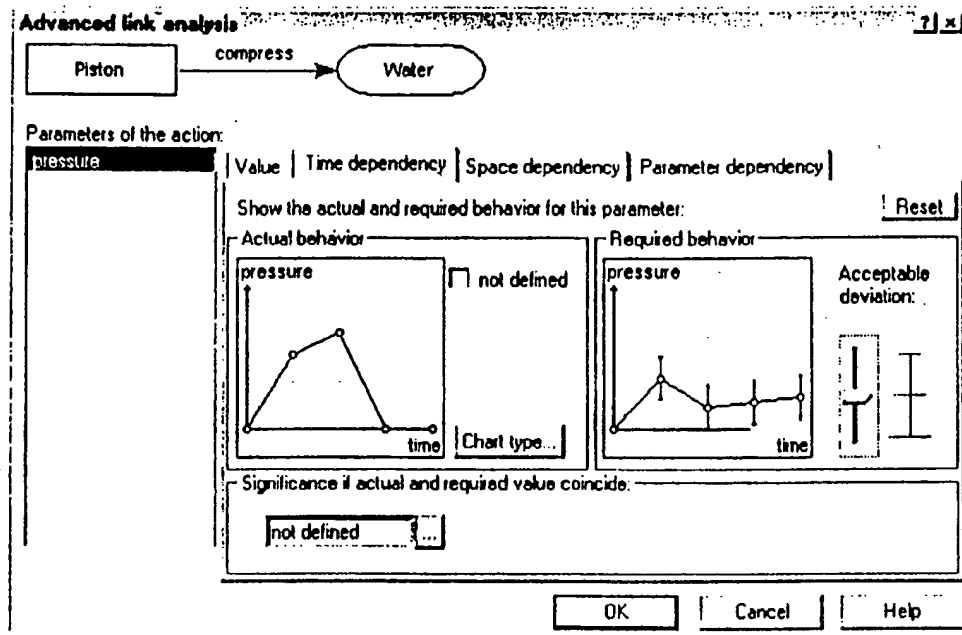 Advanced link analysis ? ×
Piston compress Water
Parameters of the action:
pressure
Value Time dependency Space dependency Parameter dependency
Show the actual and required behavior for this parameter: Reset
Actual behavior
pressure
time
not defined
Chart type...
Required behavior
pressure
time
Acceptable
deviation:
Significance if actual and required value coincide:
not defined ...
OK Cancel Help